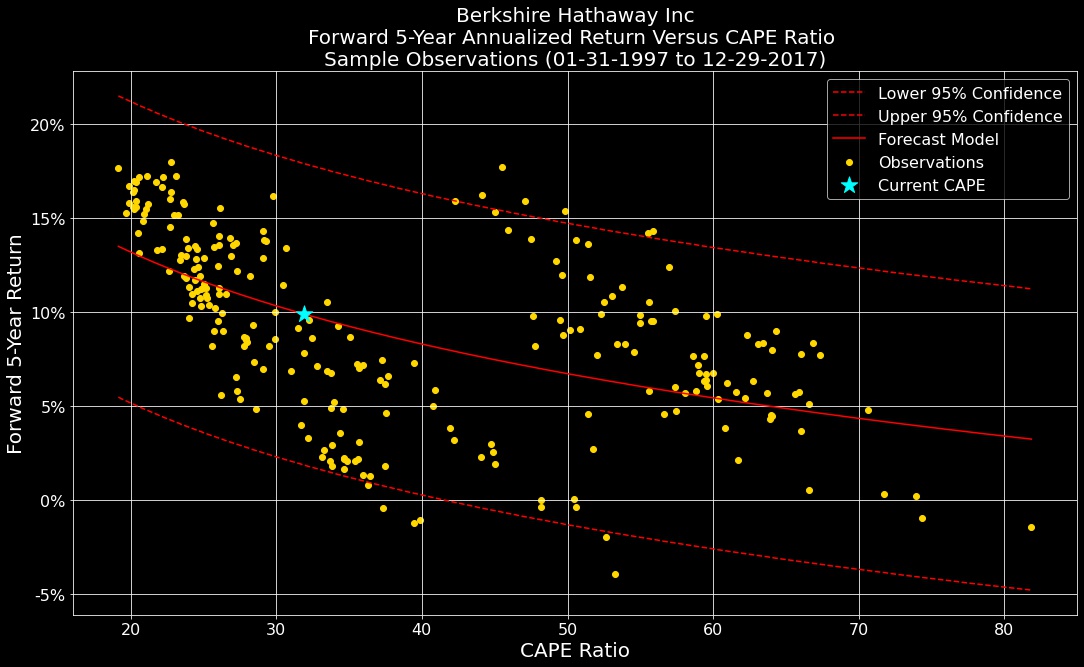 Berkshire Hathaway Inc
Forward 5-Year Annualized Return Versus CAPE Ratio
Sample Observations (01-31-1997 to 12-29-2017)
Lower 95% Confidence
Upper 95% Confidence
Forecast Model
Observations
Current CAPE
Forward 5-Year Return
20%
15%
10%
5%
0%
-5%
20 30 40 50 60 70 80
CAPE Ratio